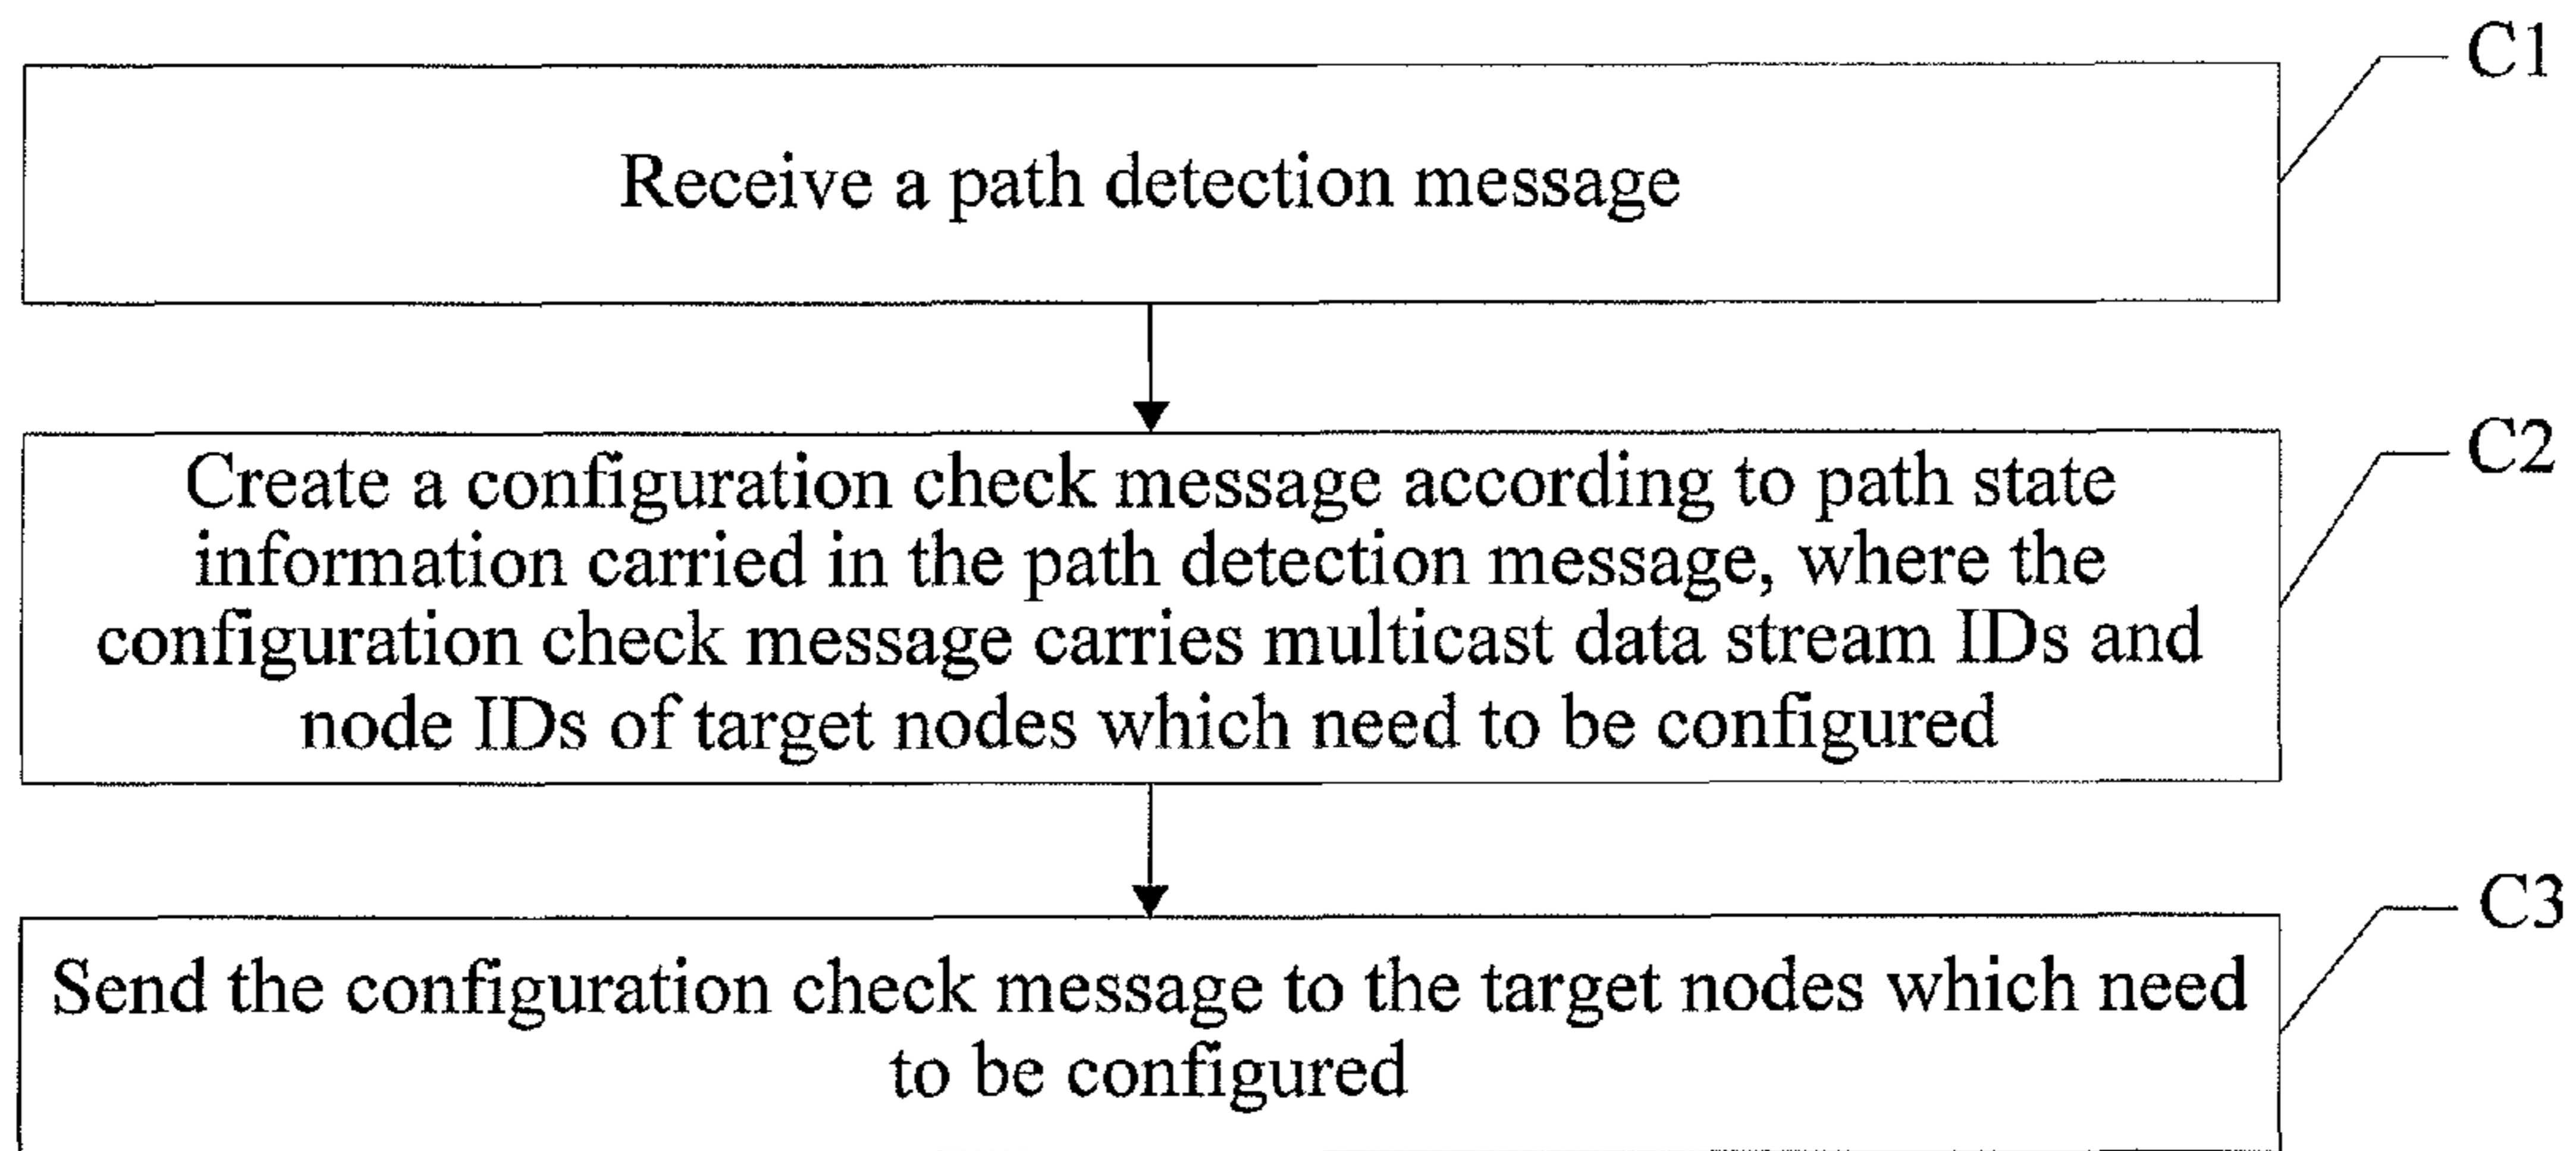 C1
Receive a path detection message
C2
Create a configuration check message according to path state
information carried in the path detection message, where the
configuration check message carries multicast data stream IDs and
node IDs of target nodes which need to be configured
C3
Send the configuration check message to the target nodes which need
to be configured